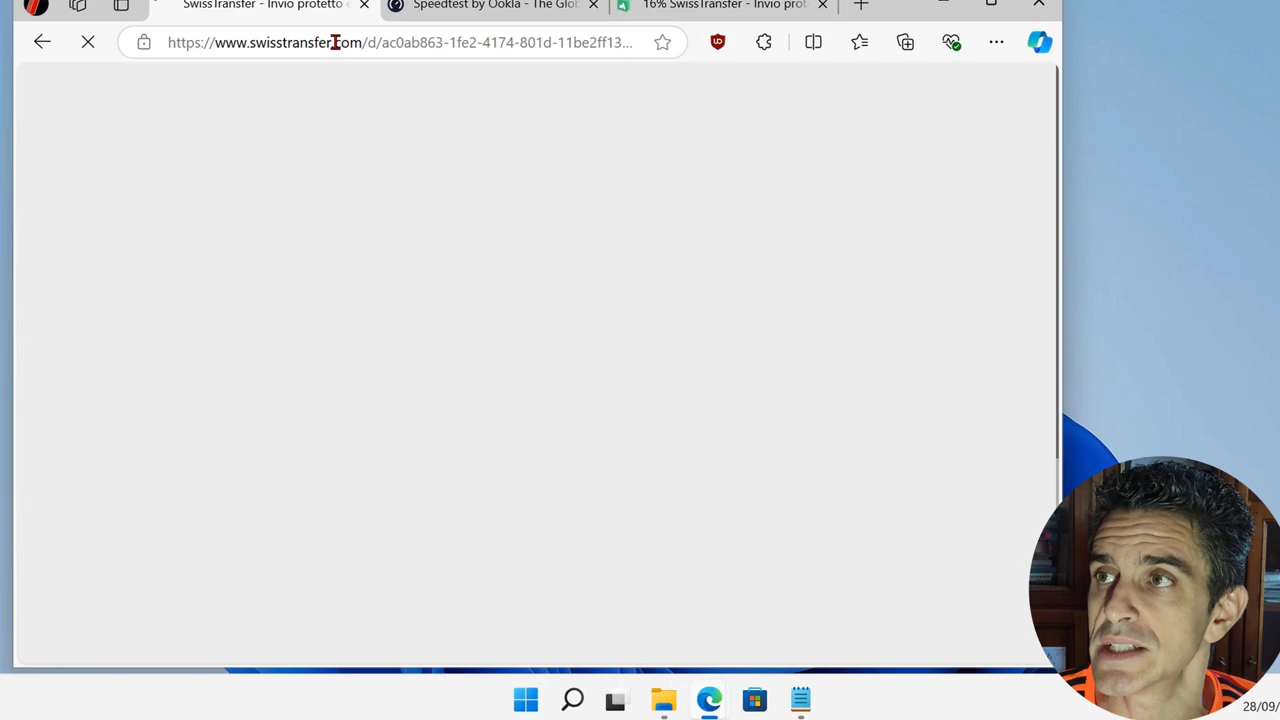 SwissTransfer - Invio protetto
Speedtest by Ookla - The Glo
16% SwissTransfer - Invio prot
https://www.swisstransfer.com/d/ac0ab863-1fe2-4174-801d-11be2ff13...
28/09/